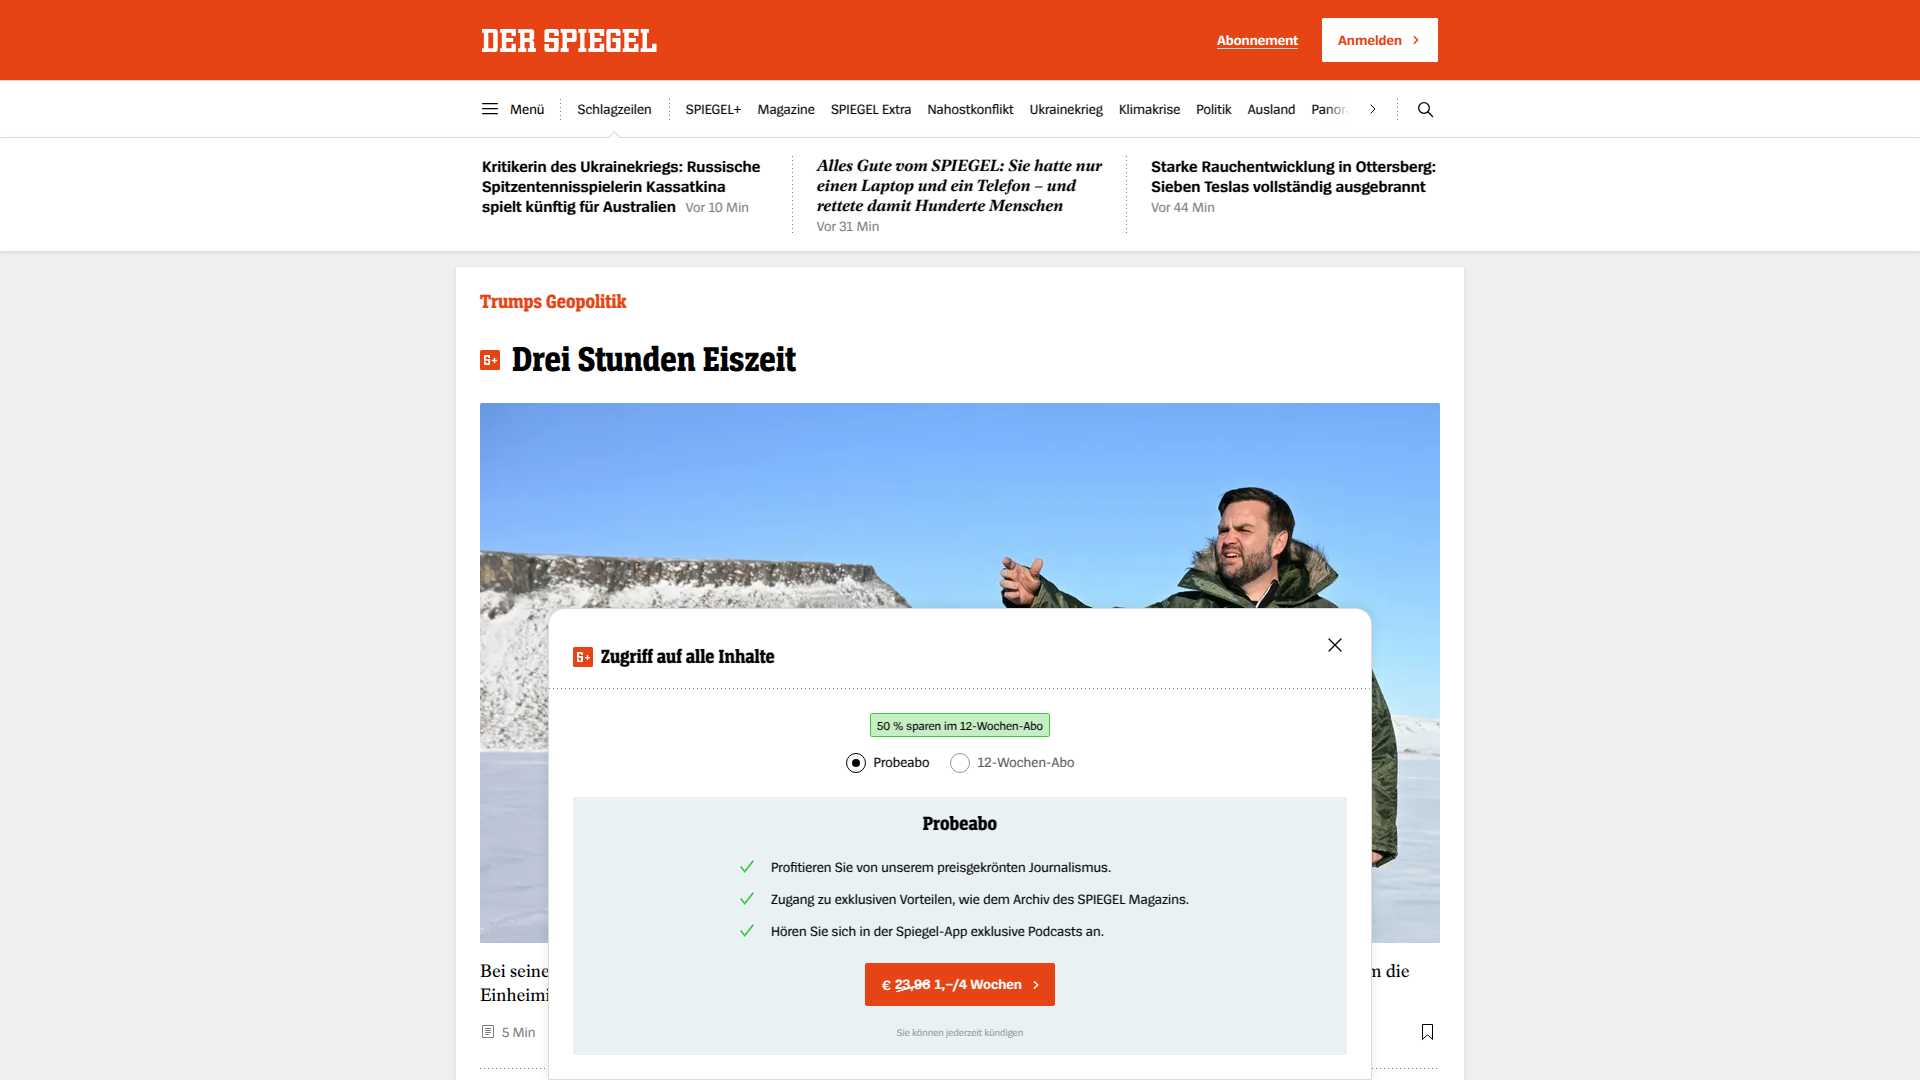 DER SPIEGEL
Abonnement
Anmelden
Menü
Schlagzeilen
SPIEGEL+
Magazine
SPIEGEL Extra
Nahostkonflikt
Ukrainekrieg
Klimakrise
Politik
Ausland
Kritikerin des Ukrainekriegs: Russische
Spitzentennisspielerin Kassatkina
spielt künftig für Australien Vor 10 Min
Alles Gute vom SPIEGEL: Sie hatte nur
einen Laptop und ein Telefon – und
rettete damit Hunderte Menschen
Vor 31 Min
Starke Rauchentwicklung in Ottersberg:
Sieben Teslas vollständig ausgebrannt
Vor 44 Min
Trumps Geopolitik
S+ Drei Stunden Eiszeit
S+ Zugriff auf alle Inhalte
50 % sparen im 12-Wochen-Abo
Probeabo
12-Wochen-Abo
Probeabo
Profitieren Sie von unserem preisgekrönten Journalismus.
Zugang zu exklusiven Vorteilen, wie dem Archiv des SPIEGEL Magazins.
Hören Sie sich in der Spiegel-App exklusive Podcasts an.
€ 23,96 1,–/4 Wochen
Sie können jederzeit kündigen
Bei seine
die
Einheimi
5 Min